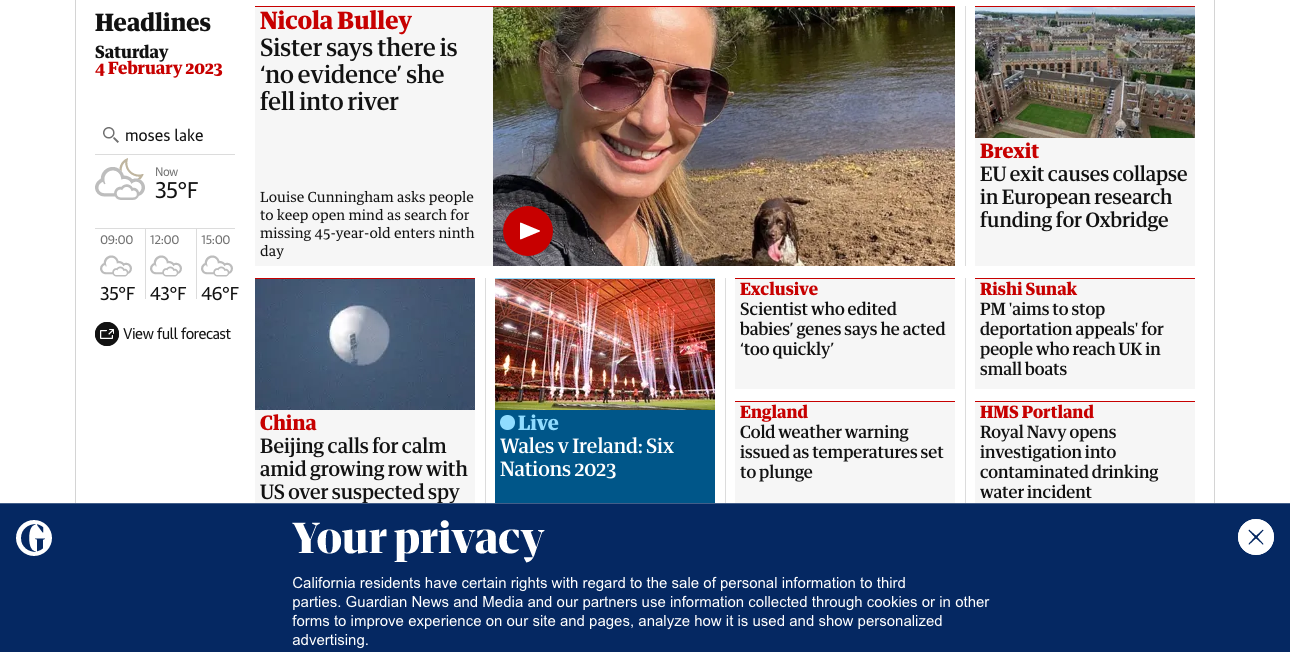 Headlines
Saturday
4 February 2023
moses lake
Now
35°F
09:00
12:00
15:00
35°F
43°F
46°F
View full forecast
Nicola Bulley
Sister says there is
‘no evidence’ she
fell into river
Louise Cunningham asks people
to keep open mind as search for
missing 45-year-old enters ninth
day
Brexit
EU exit causes collapse
in European research
funding for Oxbridge
China
Beijing calls for calm
amid growing row with
US over suspected spy
Live
Wales v Ireland: Six
Nations 2023
Exclusive
Scientist who edited
babies’ genes says he acted
‘too quickly’
England
Cold weather warning
issued as temperatures set
to plunge
Rishi Sunak
PM 'aims to stop
deportation appeals' for
people who reach UK in
small boats
HMS Portland
Royal Navy opens
investigation into
contaminated drinking
water incident
G
Your privacy
California residents have certain rights with regard to the sale of personal information to third
parties. Guardian News and Media and our partners use information collected through cookies or in other
forms to improve experience on our site and pages, analyze how it is used and show personalized
advertising.